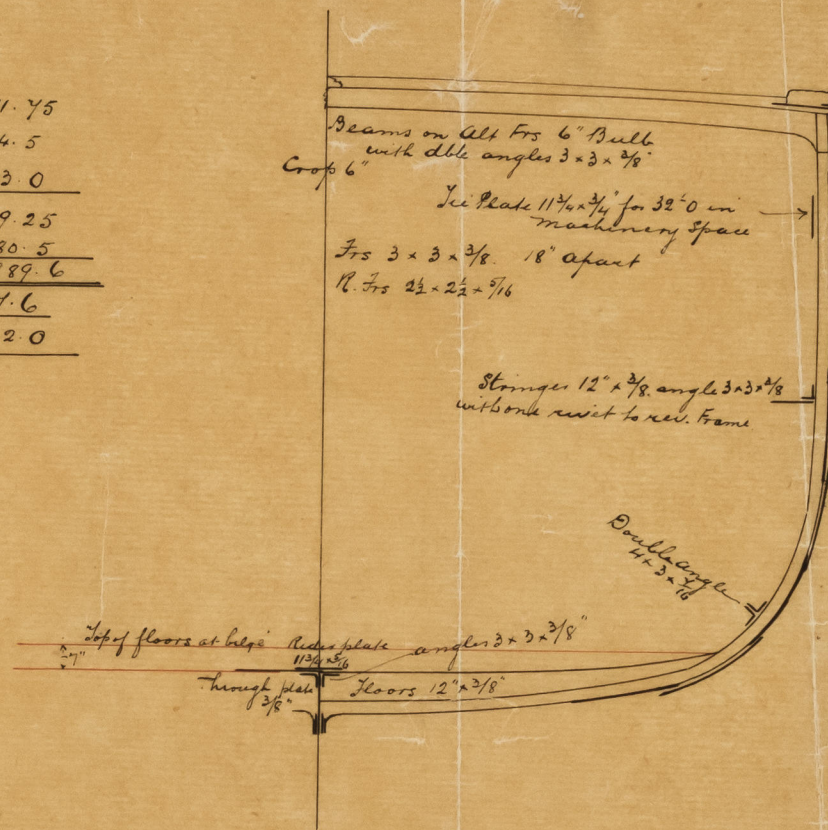 1.75
4.5
3.0
9.25
80.5
89.6
7.6
2.0
Beams on Alt Frs 6" Bulb
with dble angles 3 × 3 × 3/8"
Crop 6"
Tie Plate 11 3/4 × 3/4" for 32'-0 in
machinery Space
Frs 3 × 3 × 3/8. 18" apart
R. Frs 2 1/2 × 2 1/2 × 5/16
Stringer 12" × 3/8. angle 3×3×3/8
with one rivet to rev. Frame
Double angle
4 × 3 × 7/16
Top of floors at bilge
7"
Rider plate
11 3/4 × 5/16
angles 3 × 3 × 3/8"
Through plate
3/8"
Floors 12" × 3/8"